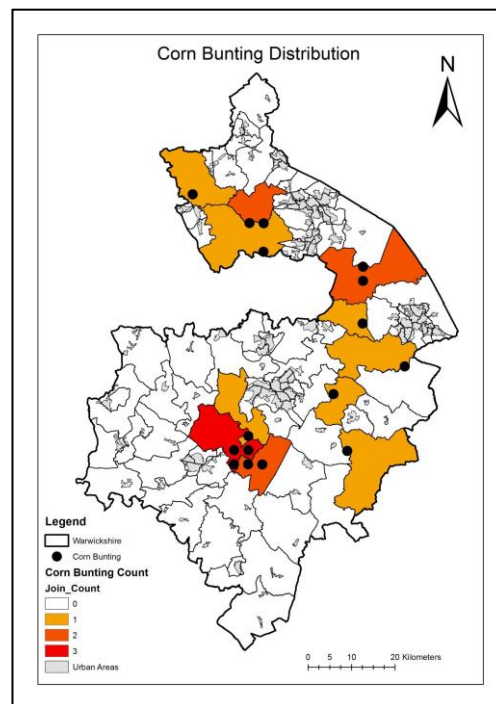 Corn Bunting Distribution
N
Legend
Warwickshire
Corn Bunting
Corn Bunting Count
Join_Count
0
1
2
3
Urban Areas
0 5 10 20 Kilometers